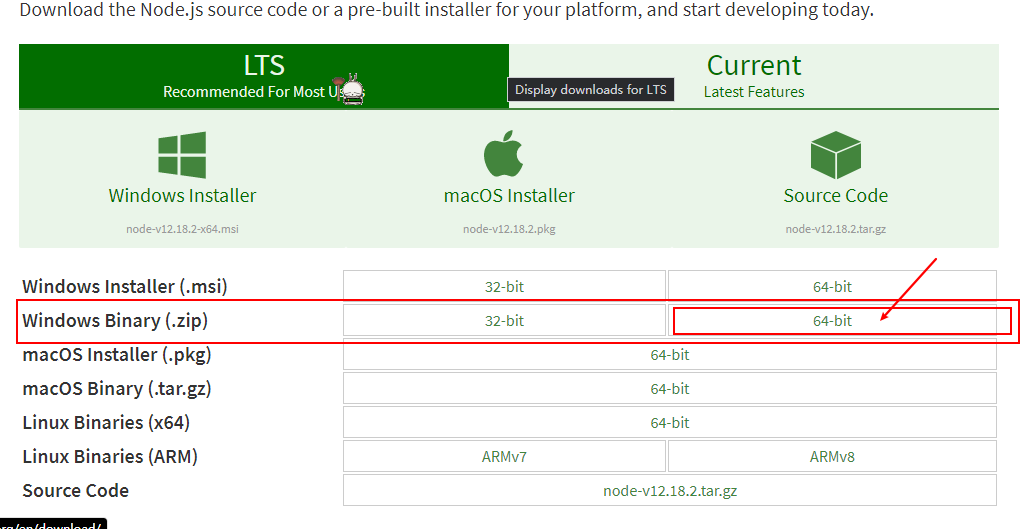 Download the Node.js source code or a pre-built installer for your platform, and start developing today.
LTS
Recommended For Most
Display downloads for LTS
Current
Latest Features
Windows Installer
node-v12.18.2-x64.msi
macOS Installer
node-v12.18.2.pkg
Source Code
node-v12.18.2.tar.gz
Windows Installer (.msi) 32-bit 64-bit
Windows Binary (.zip) 32-bit 64-bit
macOS Installer (.pkg) 64-bit
macOS Binary (.tar.gz) 64-bit
Linux Binaries (x64) 64-bit
Linux Binaries (ARM) ARMv7 ARMv8
Source Code node-v12.18.2.tar.gz
org/en/download/